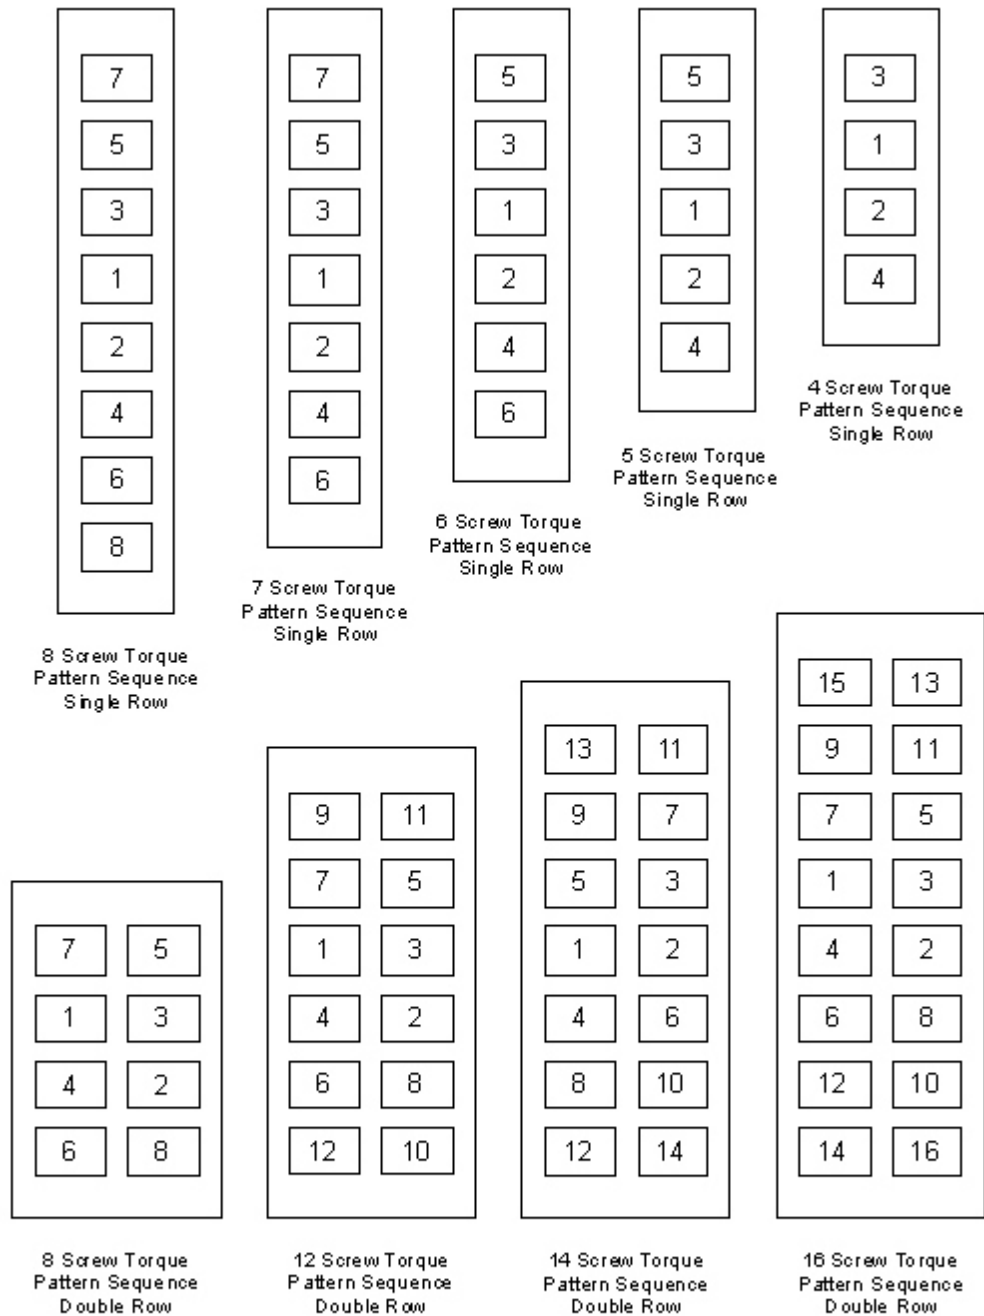 7
5
3
1
2
4
6
8
8 Screw Torque
Pattern Sequence
Single Row
7
5
3
1
2
4
6
7 Screw Torque
Pattern Sequence
Single Row
5
3
1
2
4
6
6 Screw Torque
Pattern Sequence
Single Row
5
3
1
2
4
5 Screw Torque
Pattern Sequence
Single Row
3
1
2
4
4 Screw Torque
Pattern Sequence
Single Row
7 5
1 3
4 2
6 8
8 Screw Torque
Pattern Sequence
Double Row
9 11
7 5
1 3
4 2
6 8
12 10
12 Screw Torque
Pattern Sequence
Double Row
13 11
9 7
5 3
1 2
4 6
8 10
12 14
14 Screw Torque
Pattern Sequence
Double Row
15 13
9 11
7 5
1 3
4 2
6 8
12 10
14 16
16 Screw Torque
Pattern Sequence
Double Row